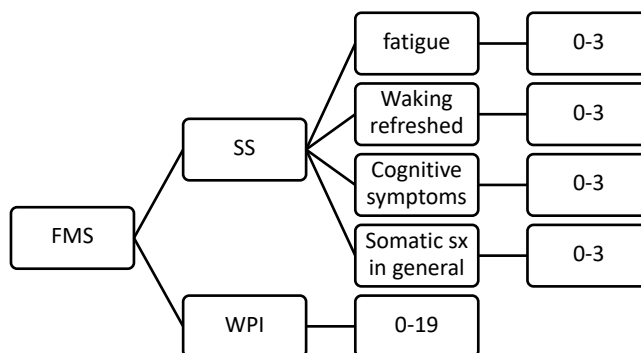 fatigue
0-3
Waking
refreshed
0-3
SS
Cognitive
symptoms
0-3
FMS
Somatic sx
in general
0-3
WPI
0-19